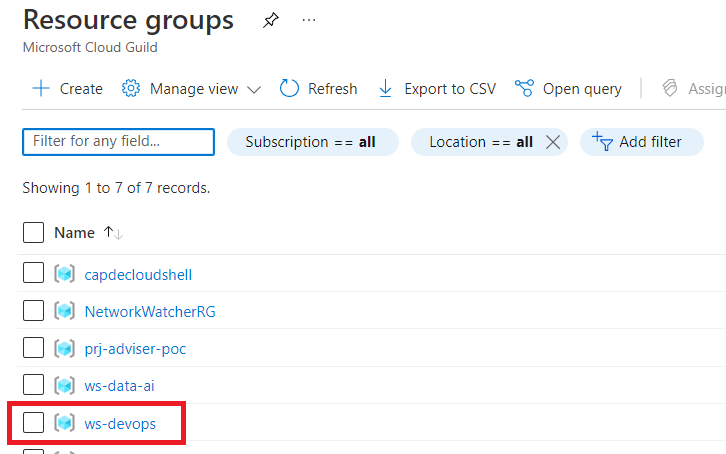 Resource groups
Microsoft Cloud Guild
Create Manage view Refresh Export to CSV Open query
Filter for any field... Subscription == all Location == all Add filter
Showing 1 to 7 of 7 records.
Name
capdecloudshell
NetworkWatcherRG
prj-adviser-poc
ws-data-ai
ws-devops